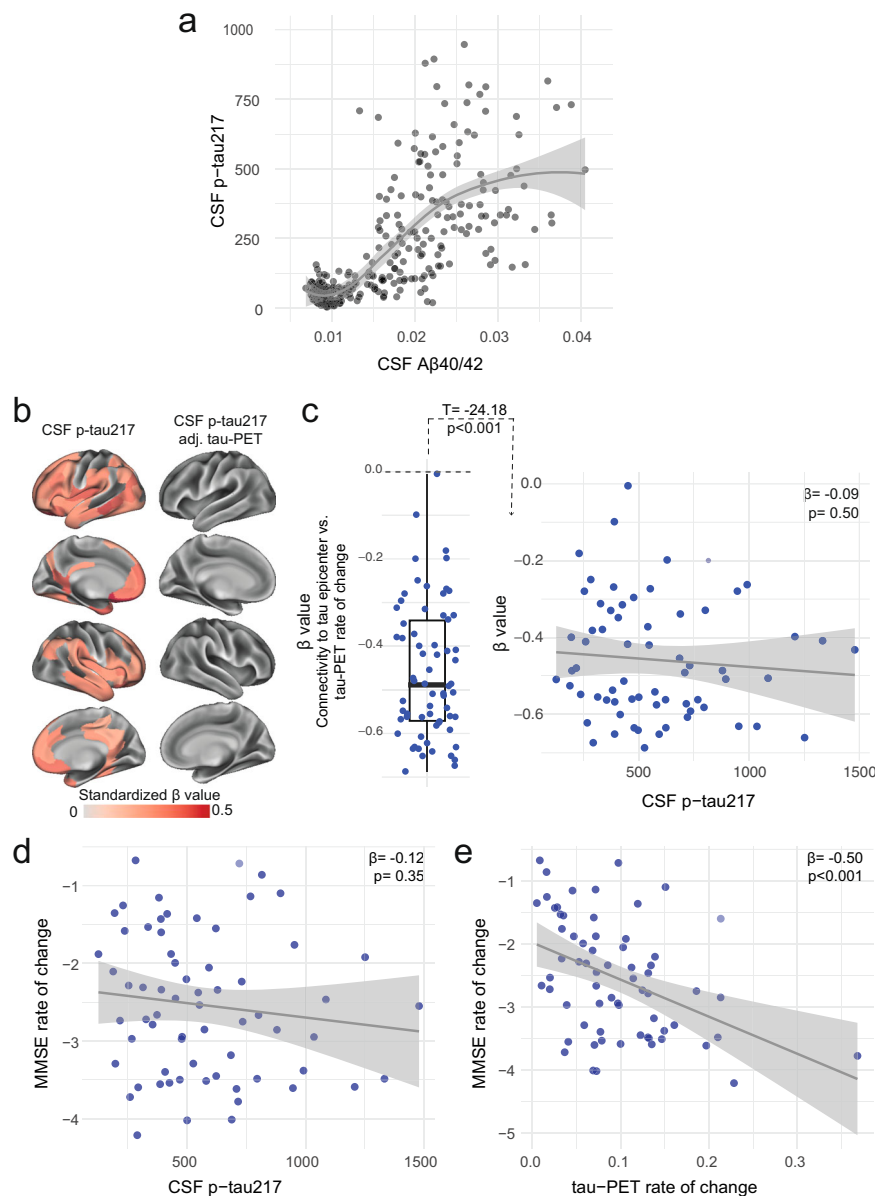 a
1000
750
500
250
0
CSF p-tau217
0.01 0.02 0.03 0.04
CSF Aβ40/42
b
CSF p-tau217
CSF p-tau217
adj. tau-PET
Standardized β value
0 0.5
c
T= -24.18
p<0.001
0.0
−0.2
−0.4
−0.6
β value
Connectivity to tau epicenter vs.
tau-PET rate of change
β= -0.09
p= 0.50
0.0
−0.2
−0.4
−0.6
β value
500 1000 1500
CSF p-tau217
d
β= -0.12
p= 0.35
−1
−2
−3
−4
MMSE rate of change
500 1000 1500
CSF p-tau217
e
β= -0.50
p<0.001
−1
−2
−3
−4
−5
MMSE rate of change
0.0 0.1 0.2 0.3
tau−PET rate of change